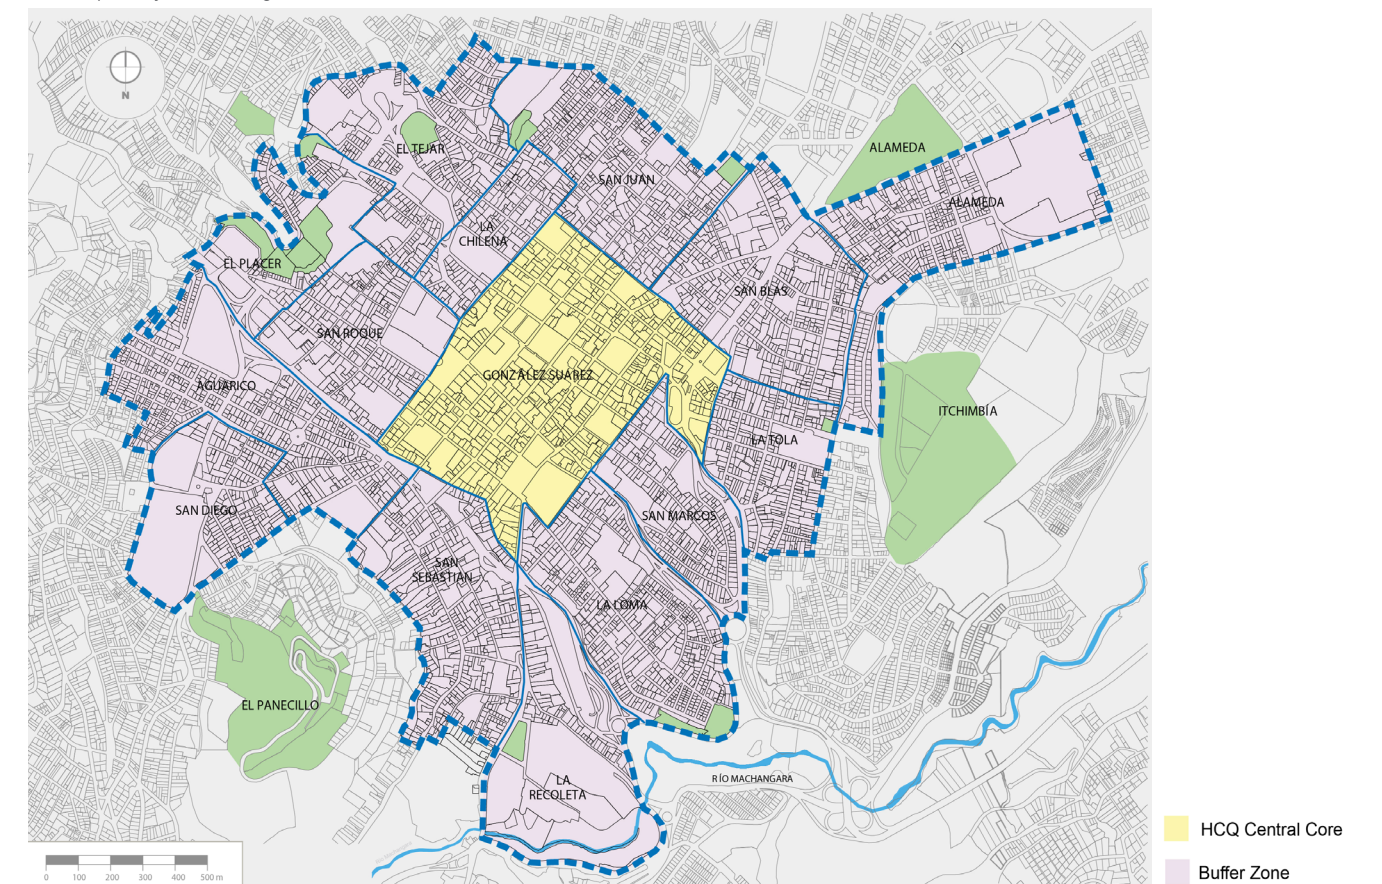 N
EL TEJAR
ALAMEDA
SAN JUAN
ALAMEDA
LA
CHILENA
EL PLACER
SAN BLAS
SAN ROQUE
GONZÁLEZ SUÁREZ
AGUARICO
ITCHIMBÍA
LA TOLA
SAN DIEGO
SAN MARCOS
SAN
SEBASTIÁN
LA LOMA
EL PANECILLO
RÍO MACHANGARA
LA
RECOLETA
HCQ Central Core
0 100 200 300 400 500 m
Buffer Zone